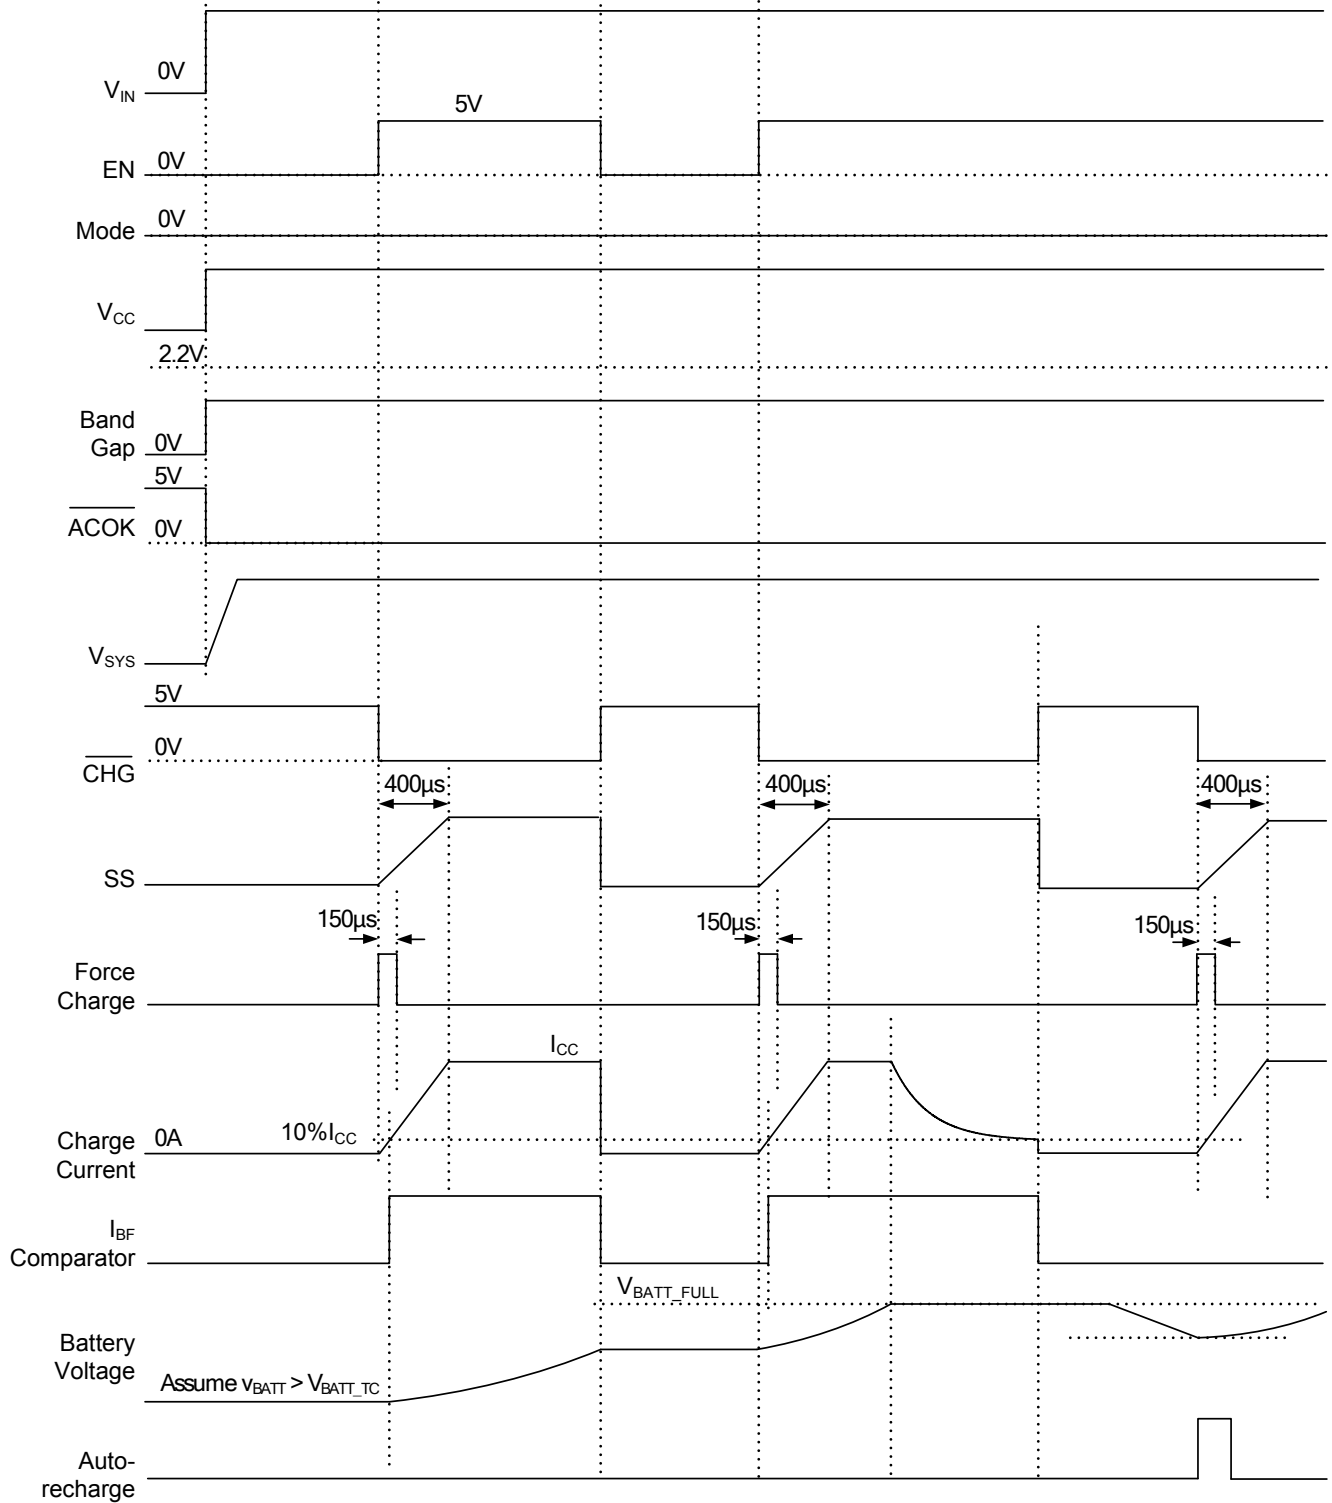 0V
V_IN
5V
0V
EN
0V
Mode
V_CC
2.2V
Band
Gap
0V
5V
ACOK
0V
V_SYS
5V
0V
CHG
400µs
400µs
400µs
SS
150µs
150µs
150µs
Force
Charge
I_CC
10%I_CC
Charge
Current
0A
I_BF
Comparator
V_BATT_FULL
Battery
Voltage
Assume v_BATT > V_BATT_TC
Auto-
recharge